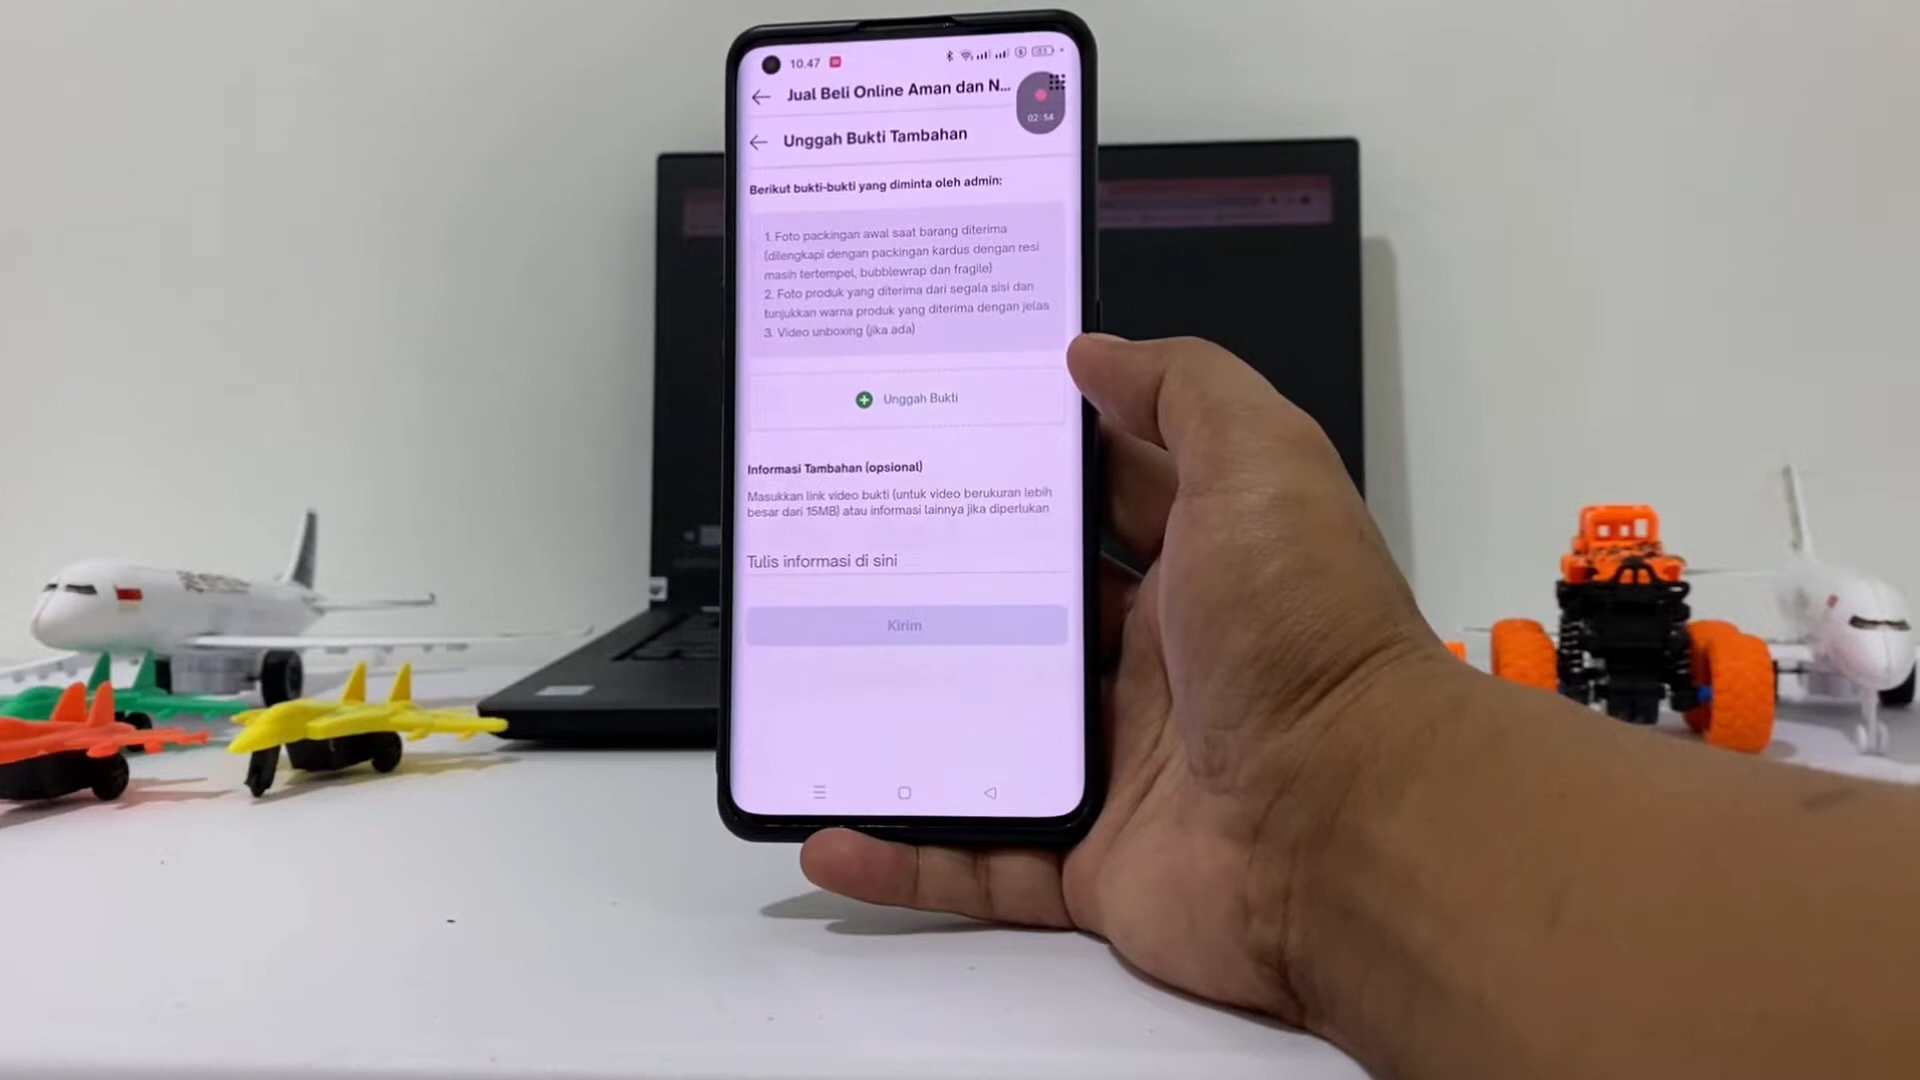 10.47
Jual Beli Online Aman dan N...
02:54
Unggah Bukti Tambahan
Berikut bukti-bukti yang diminta oleh admin:
1. Foto packingan awal saat barang diterima
(dilengkapi dengan packingan kardus dengan resi
masih tertempel, bubblewrap dan fragile)
2. Foto produk yang diterima dari segala sisi dan
tunjukkan warna produk yang diterima dengan jelas
3. Video unboxing (jika ada)
Unggah Bukti
Informasi Tambahan (opsional)
Masukkan link video bukti (untuk video berukuran lebih
besar dari 15MB) atau informasi lainnya jika diperlukan
Tulis informasi di sini
Kirim